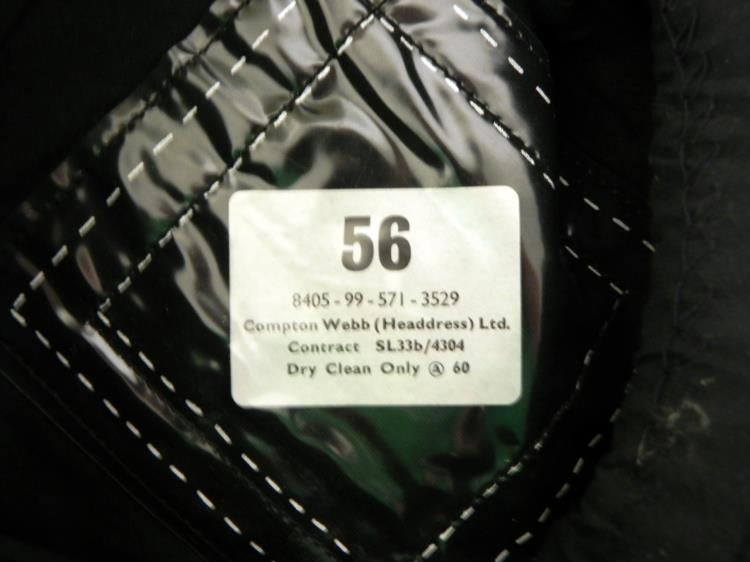 56
8405-99-571-3529
Compton Webb (Headdress) Ltd.
Contract SL33b/4304
Dry Clean Only Ⓐ 60